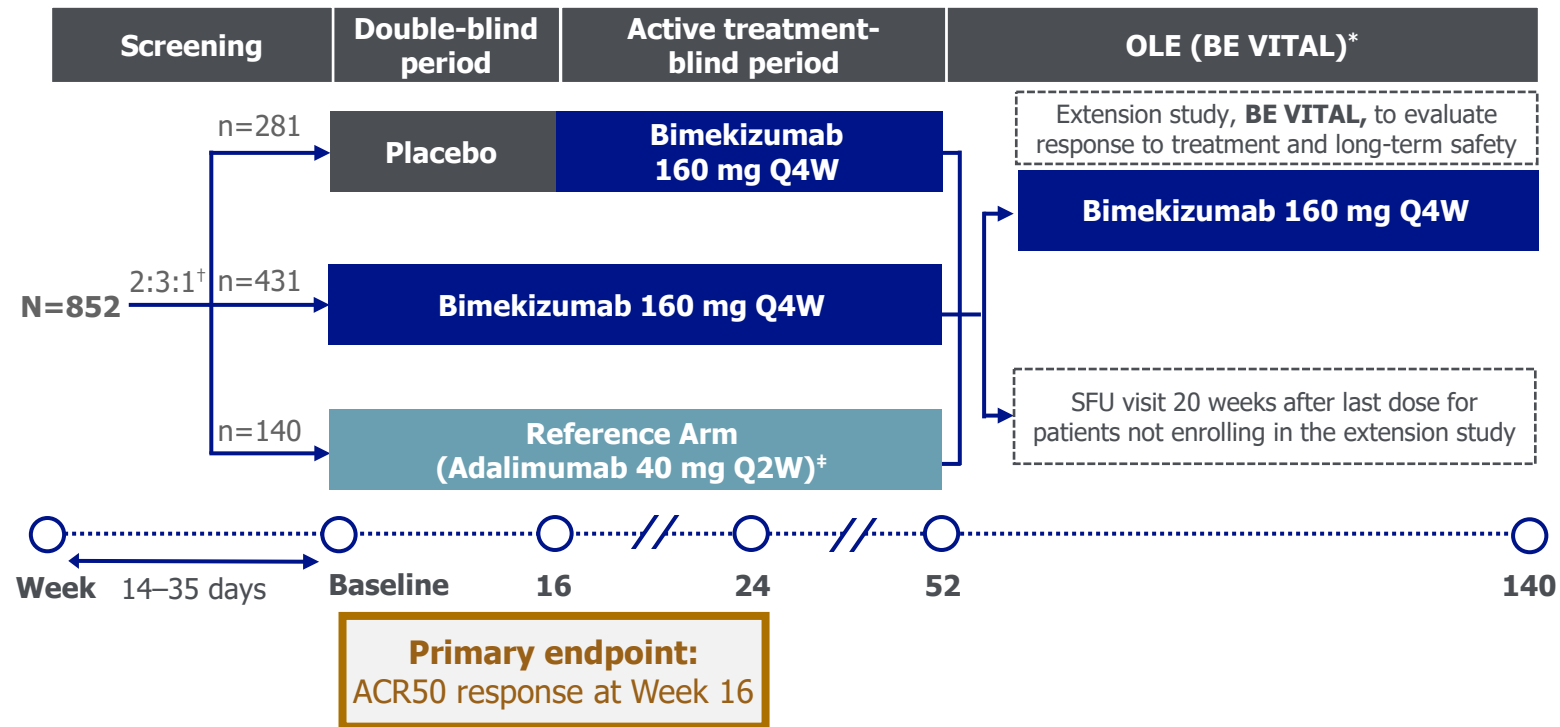 Screening
Double-blind
period
Active treatment-
blind period
OLE (BE VITAL)*
n=281
Placebo
Bimekizumab
160 mg Q4W
Extension study, BE VITAL, to evaluate
response to treatment and long-term safety
Bimekizumab 160 mg Q4W
N=852
2:3:1†
n=431
Bimekizumab 160 mg Q4W
n=140
Reference Arm
(Adalimumab 40 mg Q2W)‡
SFU visit 20 weeks after last dose for
patients not enrolling in the extension study
Week
14–35 days
Baseline
16
24
52
140
Primary endpoint:
ACR50 response at Week 16